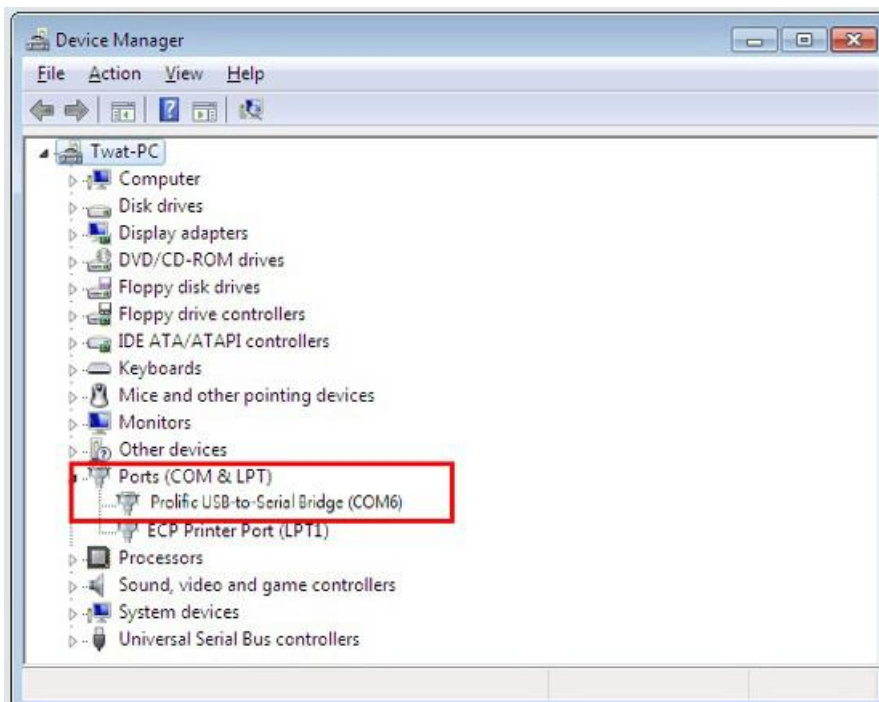 Device Manager
File Action View Help
Twat-PC
Computer
Disk drives
Display adapters
DVD/CD-ROM drives
Floppy disk drives
Floppy drive controllers
IDE ATA/ATAPI controllers
Keyboards
Mice and other pointing devices
Monitors
Other devices
Ports (COM & LPT)
Prolific USB-to-Serial Bridge (COM6)
ECP Printer Port (LPT1)
Processors
Sound, video and game controllers
System devices
Universal Serial Bus controllers